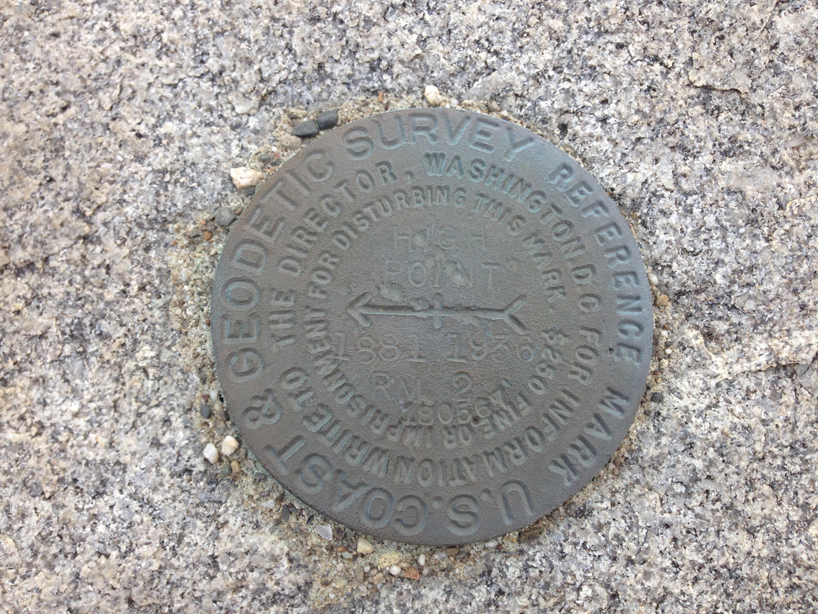 U.S. COAST & GEODETIC SURVEY REFERENCE MARK
WRITE TO THE DIRECTOR, WASHINGTON D.C. FOR INFORMATION
$250 FINE OR IMPRISONMENT FOR DISTURBING THIS MARK.
HIGH
POINT
1881 1936
RM 2